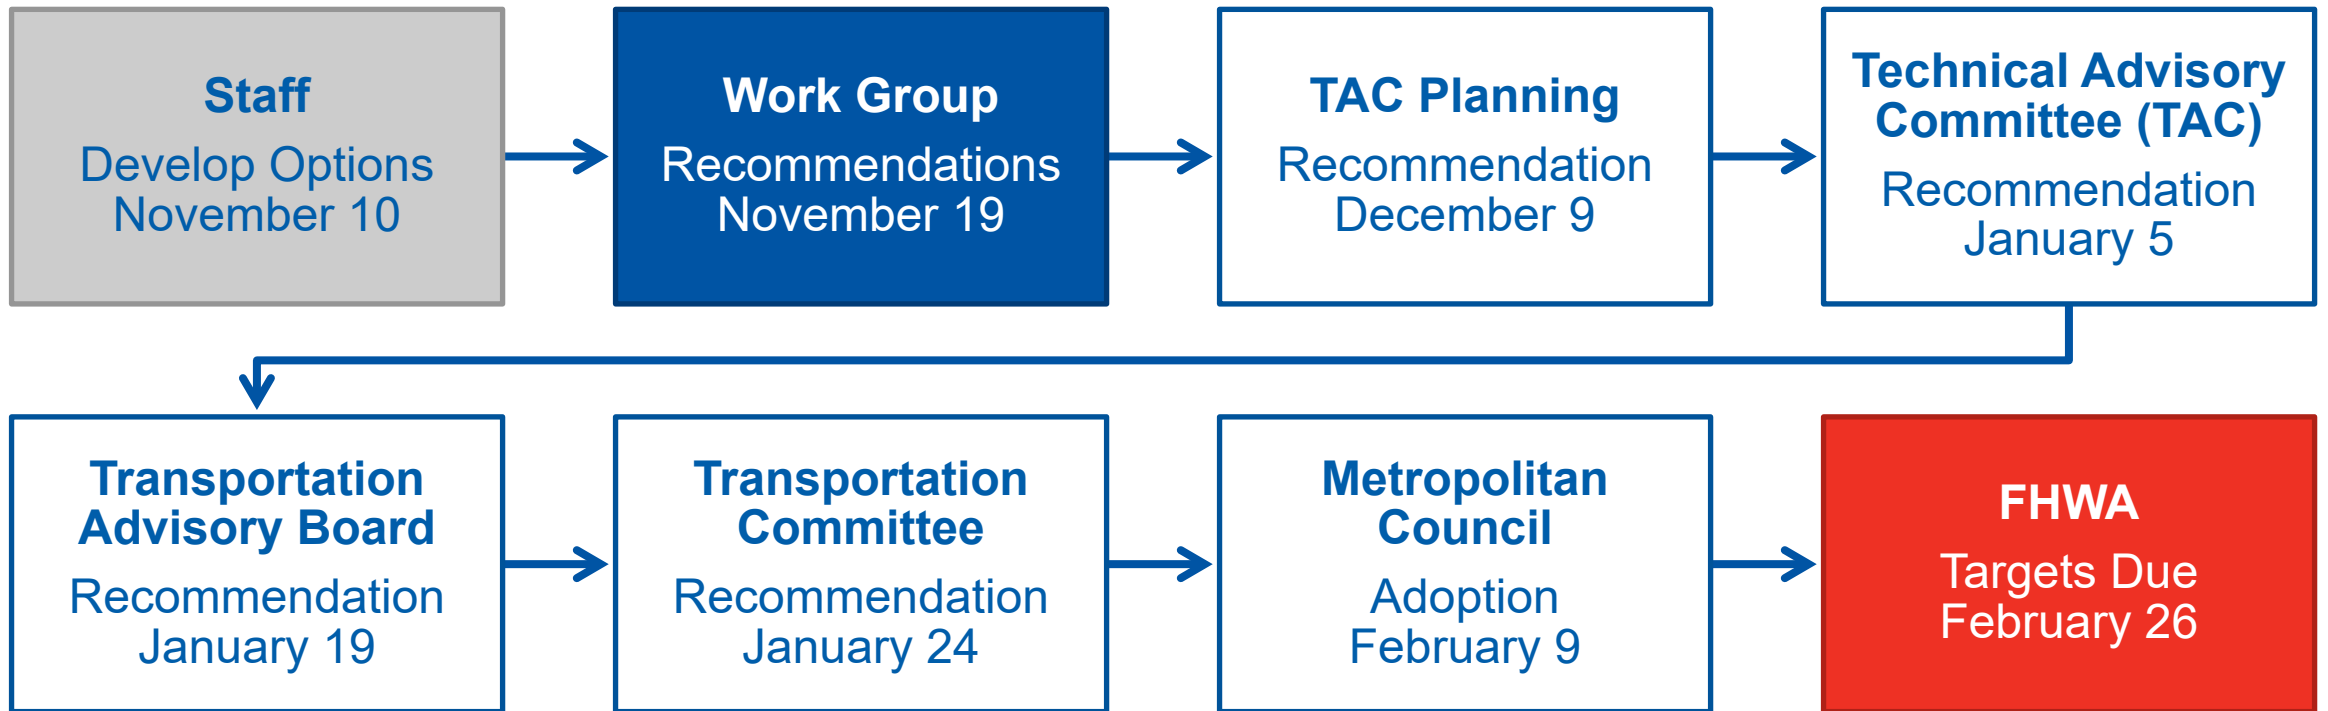 Staff
Develop Options
November 10
Work Group
Recommendations
November 19
TAC Planning
Recommendation
December 9
Technical Advisory
Committee (TAC)
Recommendation
January 5
Transportation
Advisory Board
Recommendation
January 19
Transportation
Committee
Recommendation
January 24
Metropolitan
Council
Adoption
February 9
FHWA
Targets Due
February 26